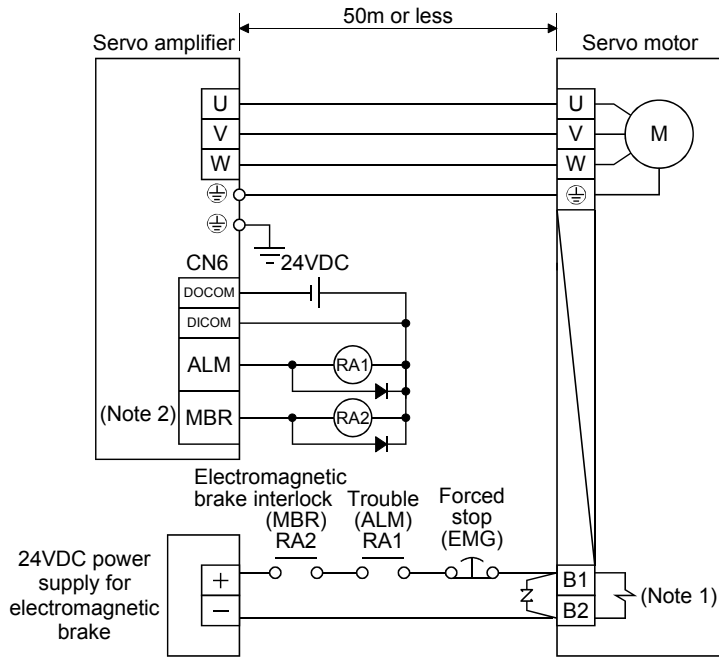 50m or less
Servo amplifier
Servo motor
U
V
W
U
V
W
M
CN6
24VDC
DOCOM
DICOM
ALM
RA1
(Note 2)
MBR
RA2
Electromagnetic
brake interlock
(MBR)
RA2
Trouble
(ALM)
RA1
Forced
stop
(EMG)
24VDC power
supply for
electromagnetic
brake
+
−
B1
B2
(Note 1)